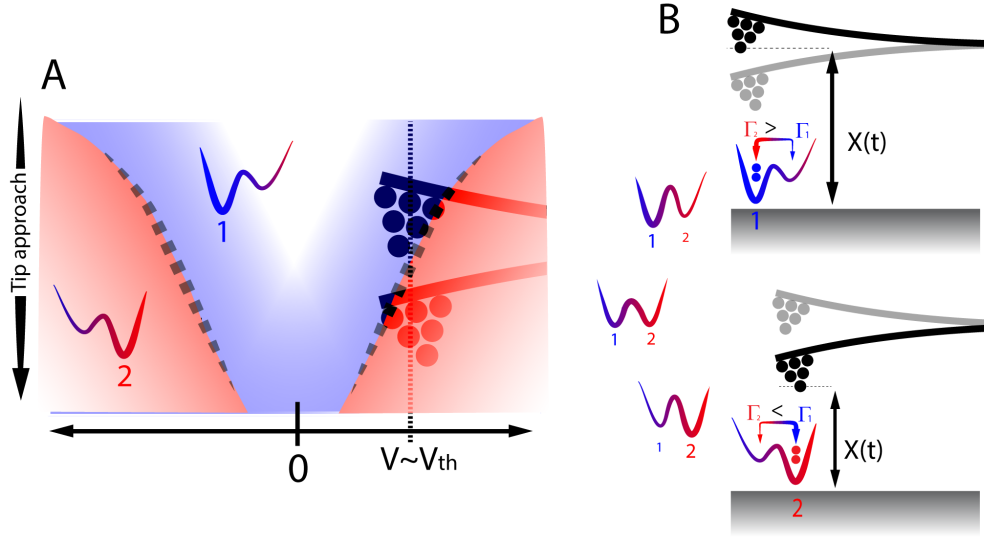 A
Tip approach
1
2
0
V~Vth
B
Γ2 > Γ1
X(t)
1
1 2
1 2
1 2
Γ2 < Γ1
X(t)
2